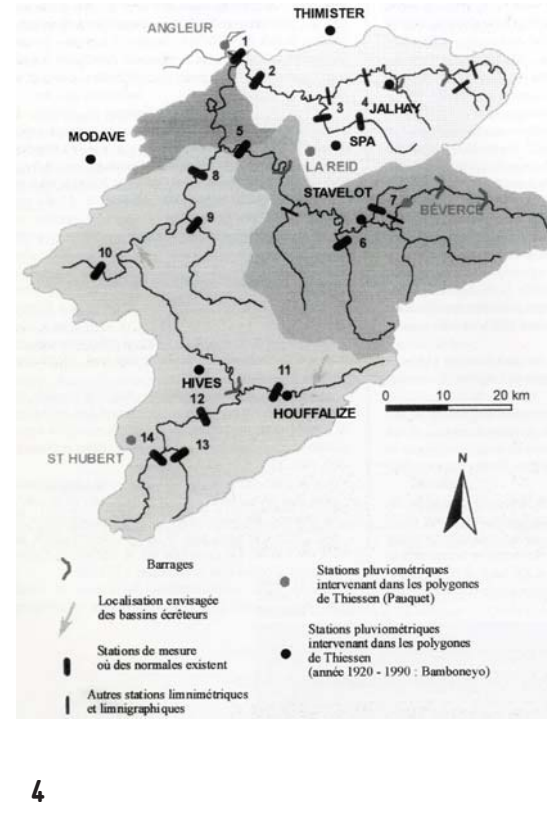 THIMISTER
ANGLEUR
1
2
3
4
JALHAY
SPA
5
MODAVE
LA REID
8
STAVELOT
7
BÉVERCÉ
9
6
10
11
HIVES
12
HOUFFALIZE
0 10 20 km
14
13
ST HUBERT
N
Barrages
Localisation envisagée
des bassins écrêteurs
Stations de mesure
où des normales existent
Autres stations limnimétriques
et limnigraphiques
Stations pluviométriques
intervenant dans les polygones
de Thiessen (Pauquet)
Stations pluviométriques
intervenant dans les polygones
de Thiessen
(année 1920 - 1990 : Bamboneyo)
4